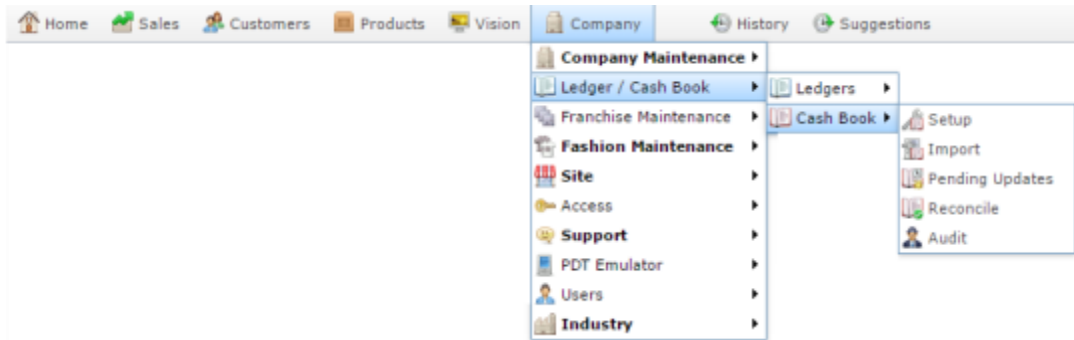 Home Sales Customers Products Vision Company History Suggestions
Company Maintenance
Ledger / Cash Book Ledgers
Franchise Maintenance Cash Book Setup
Fashion Maintenance Import
Site Pending Updates
Access Reconcile
Support Audit
PDT Emulator
Users
Industry